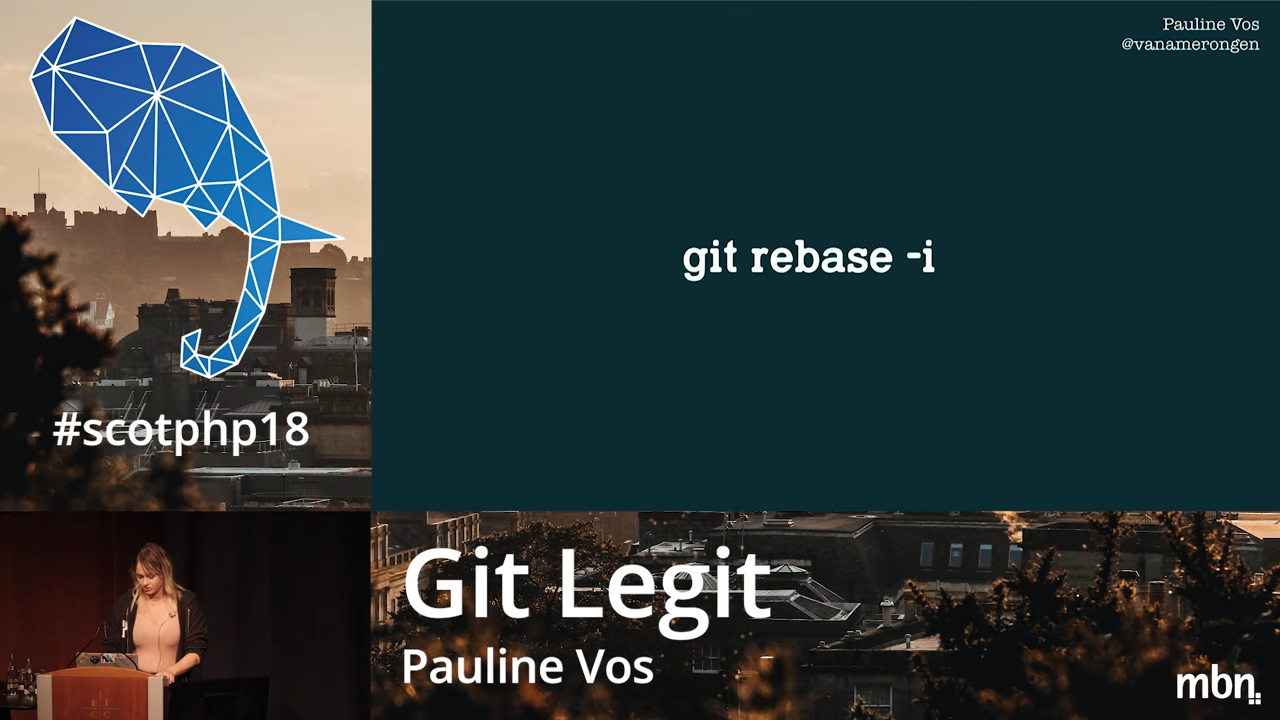 Pauline Vos
@vanamerongen
git rebase -i
#scotphp18
Git Legit
Pauline Vos
mbn
E I
C C